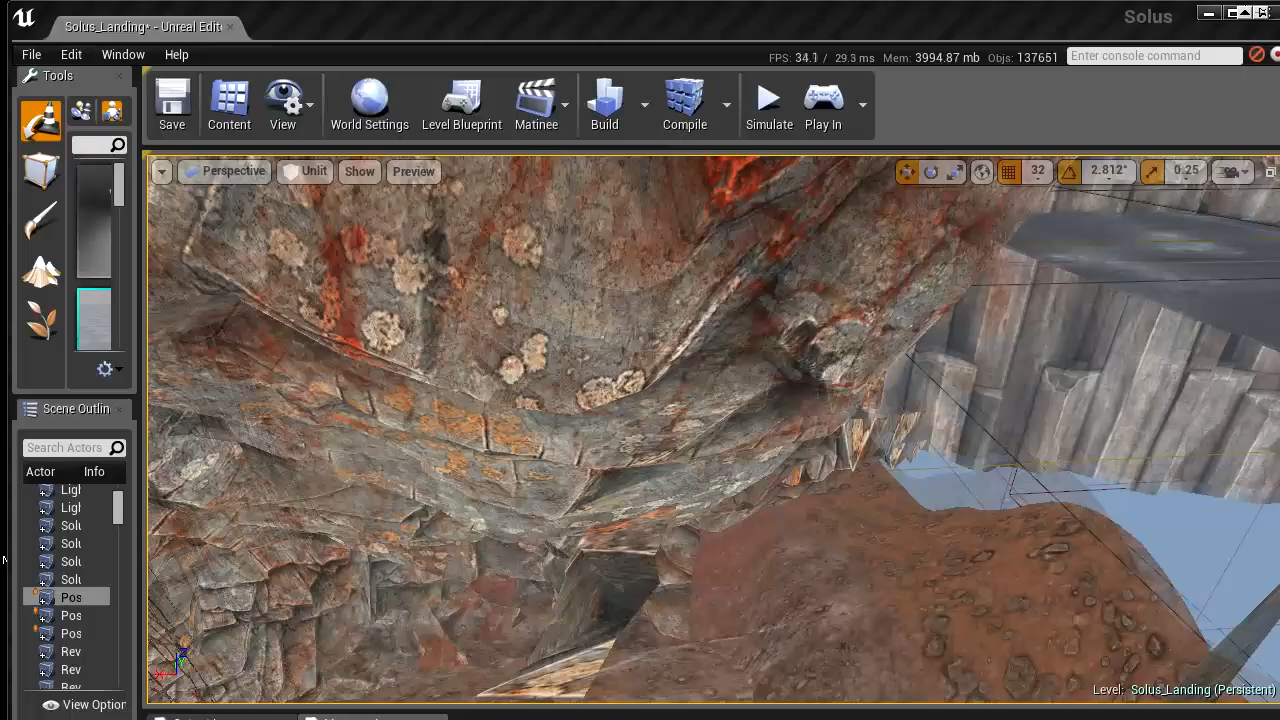 Solus_Landing* - Unreal Edit
Solus
File Edit Window Help
FPS: 34.1 / 29.3 ms Mem: 3994.87 mb Objs: 137651 Enter console command
Tools
Save Content View World Settings Level Blueprint Matinee Build Compile Simulate Play In
Perspective Unlit Show Preview 32 2.812° 0.25
Scene Outlin
Search Actors
Actor Info
Ligl
Ligl
Solu
Solu
Solu
Solu
Pos
Pos
Pos
Rev
Rev
Rev
View Option
Level: Solus_Landing (Persistent)